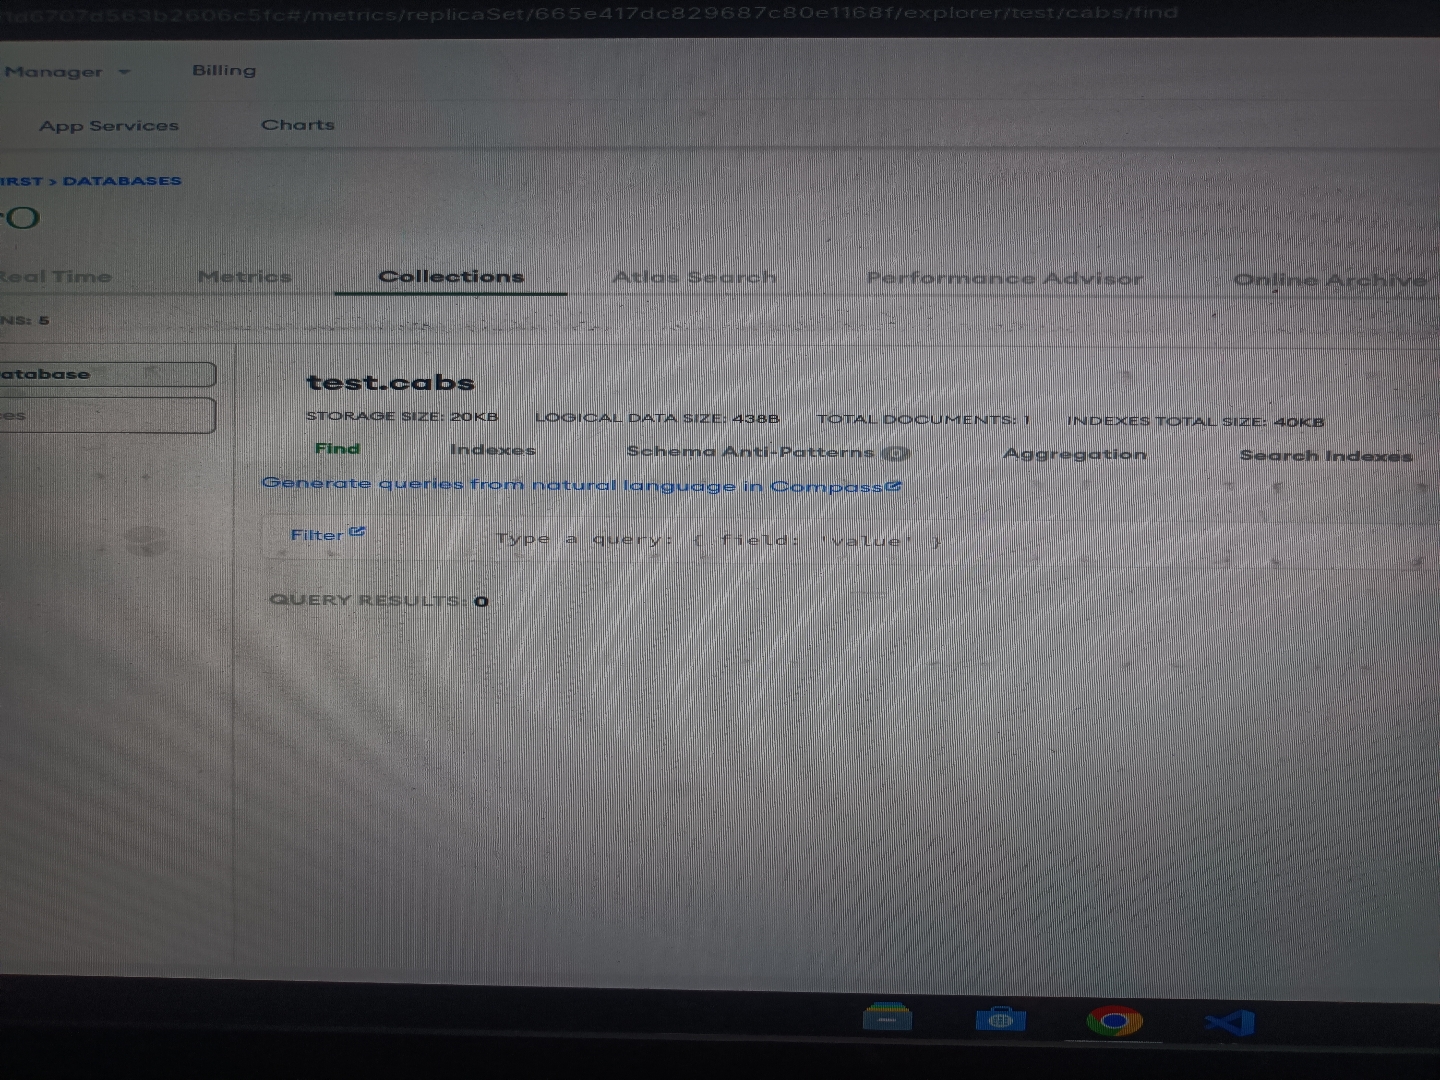 d6707d563b2606c5fc#/metrics/replicaSet/665e417dc829687c80e1168f/explorer/test/cabs/find
Manager Billing
App Services Charts
IRST > DATABASES
rO
Real Time Metrics Collections Atlas Search Performance Advisor Online Archive
NS: 5
atabase
es
test.cabs
STORAGE SIZE: 20KB LOGICAL DATA SIZE: 438B TOTAL DOCUMENTS: 1 INDEXES TOTAL SIZE: 40KB
Find Indexes Schema Anti-Patterns 0 Aggregation Search Indexes
Generate queries from natural language in Compass
Filter Type a query: { field: 'value' }
QUERY RESULTS: 0